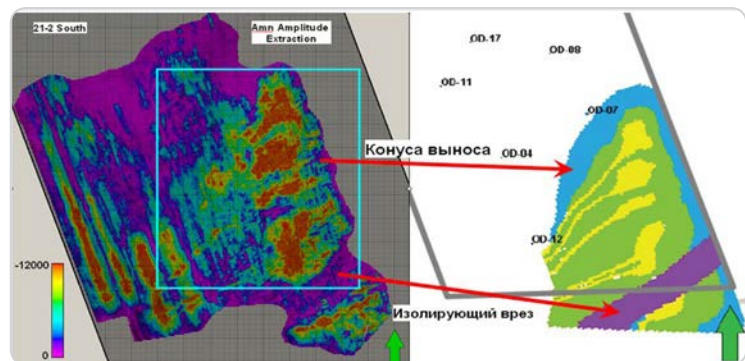 21-2 South
Amn Amplitude
Extraction
-12000
0
OD-17
OD-08
OD-11
OD-07
Конуса выноса
OD-04
OD-12
Изолирующий врез